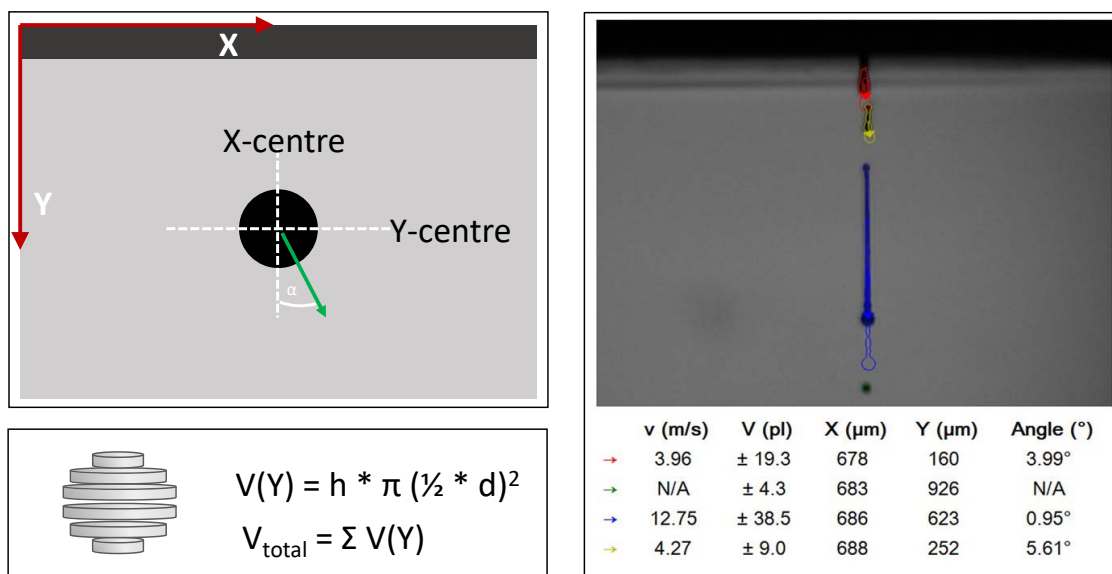 X
X-centre
Y
Y-centre
α
V(Y) = h * π (½ * d)²
V_total = Σ V(Y)
v (m/s) V (pl) X (µm) Y (µm) Angle (°)
→ 3.96 ± 19.3 678 160 3.99°
→ N/A ± 4.3 683 926 N/A
→ 12.75 ± 38.5 686 623 0.95°
→ 4.27 ± 9.0 688 252 5.61°